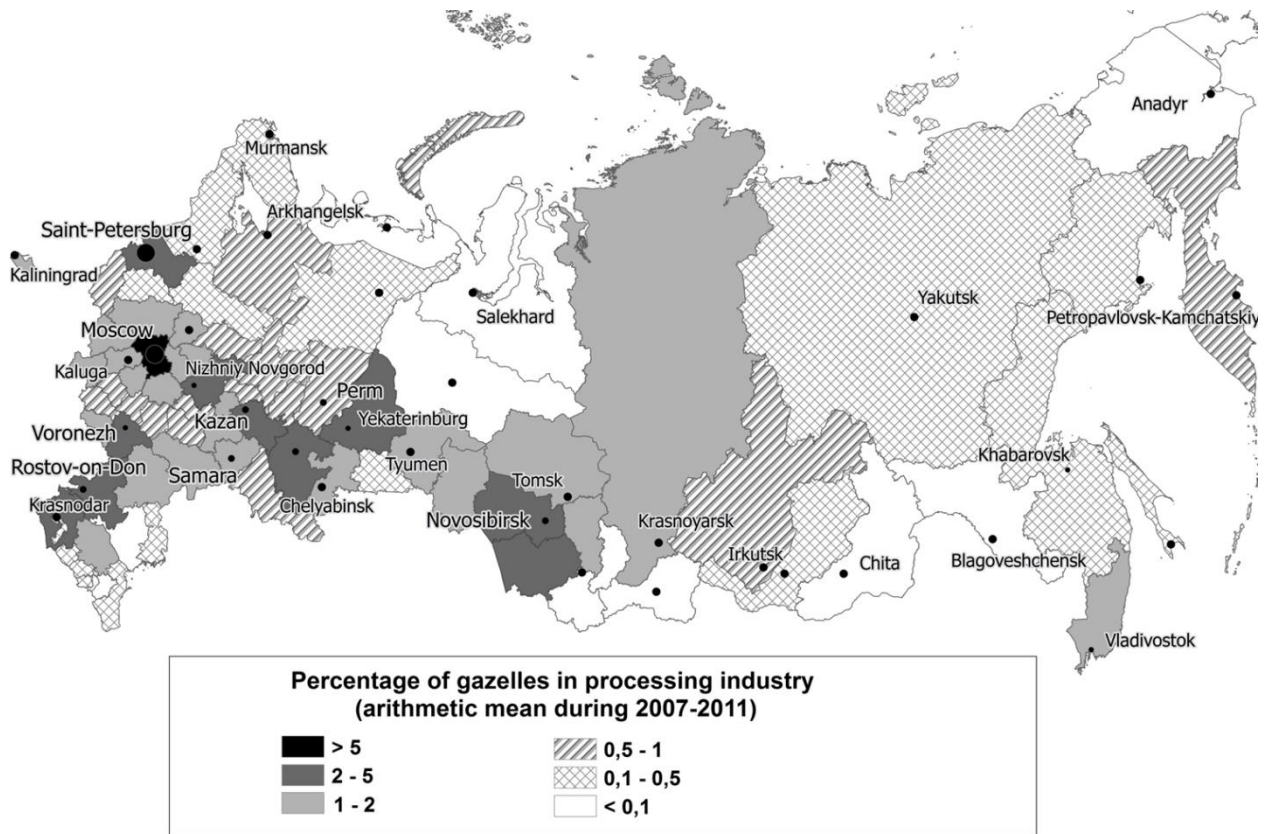 Anadyr
Murmansk
Arkhangelsk
Saint-Petersburg
Kaliningrad
Yakutsk
Salekhard
Petropavlovsk-Kamchatskiy
Moscow
Nizhniy Novgorod
Kaluga
Perm
Kazan
Yekaterinburg
Voronezh
Rostov-on-Don
Samara
Tyumen
Khabarovsk
Tomsk
Krasnodar
Chelyabinsk
Novosibirsk
Krasnoyarsk
Irkutsk
Chita
Blagoveshchensk
Vladivostok
Percentage of gazelles in processing industry
(arithmetic mean during 2007-2011)
> 5
2 - 5
1 - 2
0,5 - 1
0,1 - 0,5
< 0,1